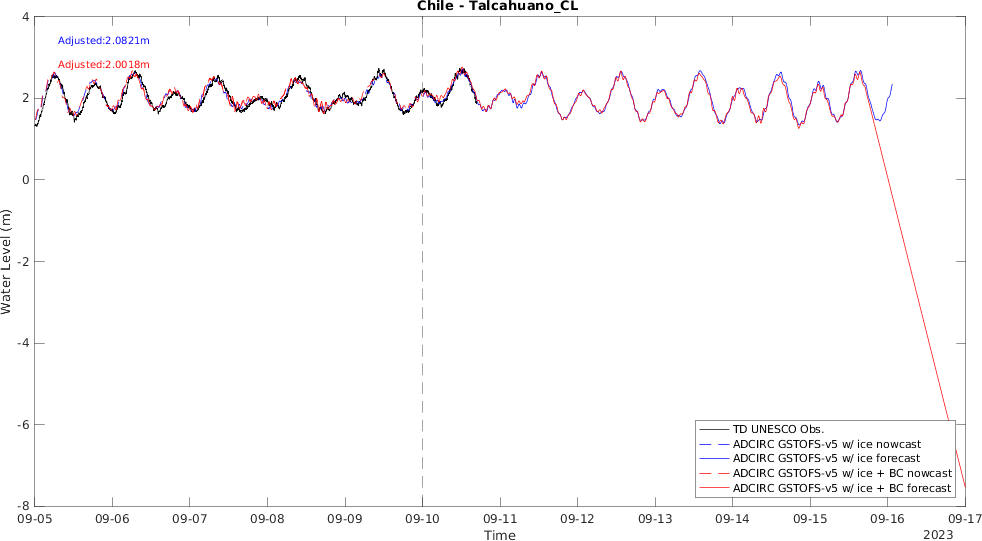 Chile - Talcahuano_CL
Adjusted:2.0821m
Adjusted:2.0018m
Water Level (m)
4
2
0
-2
-4
-6
-8
TD UNESCO Obs.
ADCIRC GSTOFS-v5 w/ ice nowcast
ADCIRC GSTOFS-v5 w/ ice forecast
ADCIRC GSTOFS-v5 w/ ice + BC nowcast
ADCIRC GSTOFS-v5 w/ ice + BC forecast
09-05 09-06 09-07 09-08 09-09 09-10 09-11 09-12 09-13 09-14 09-15 09-16 09-17
Time
2023